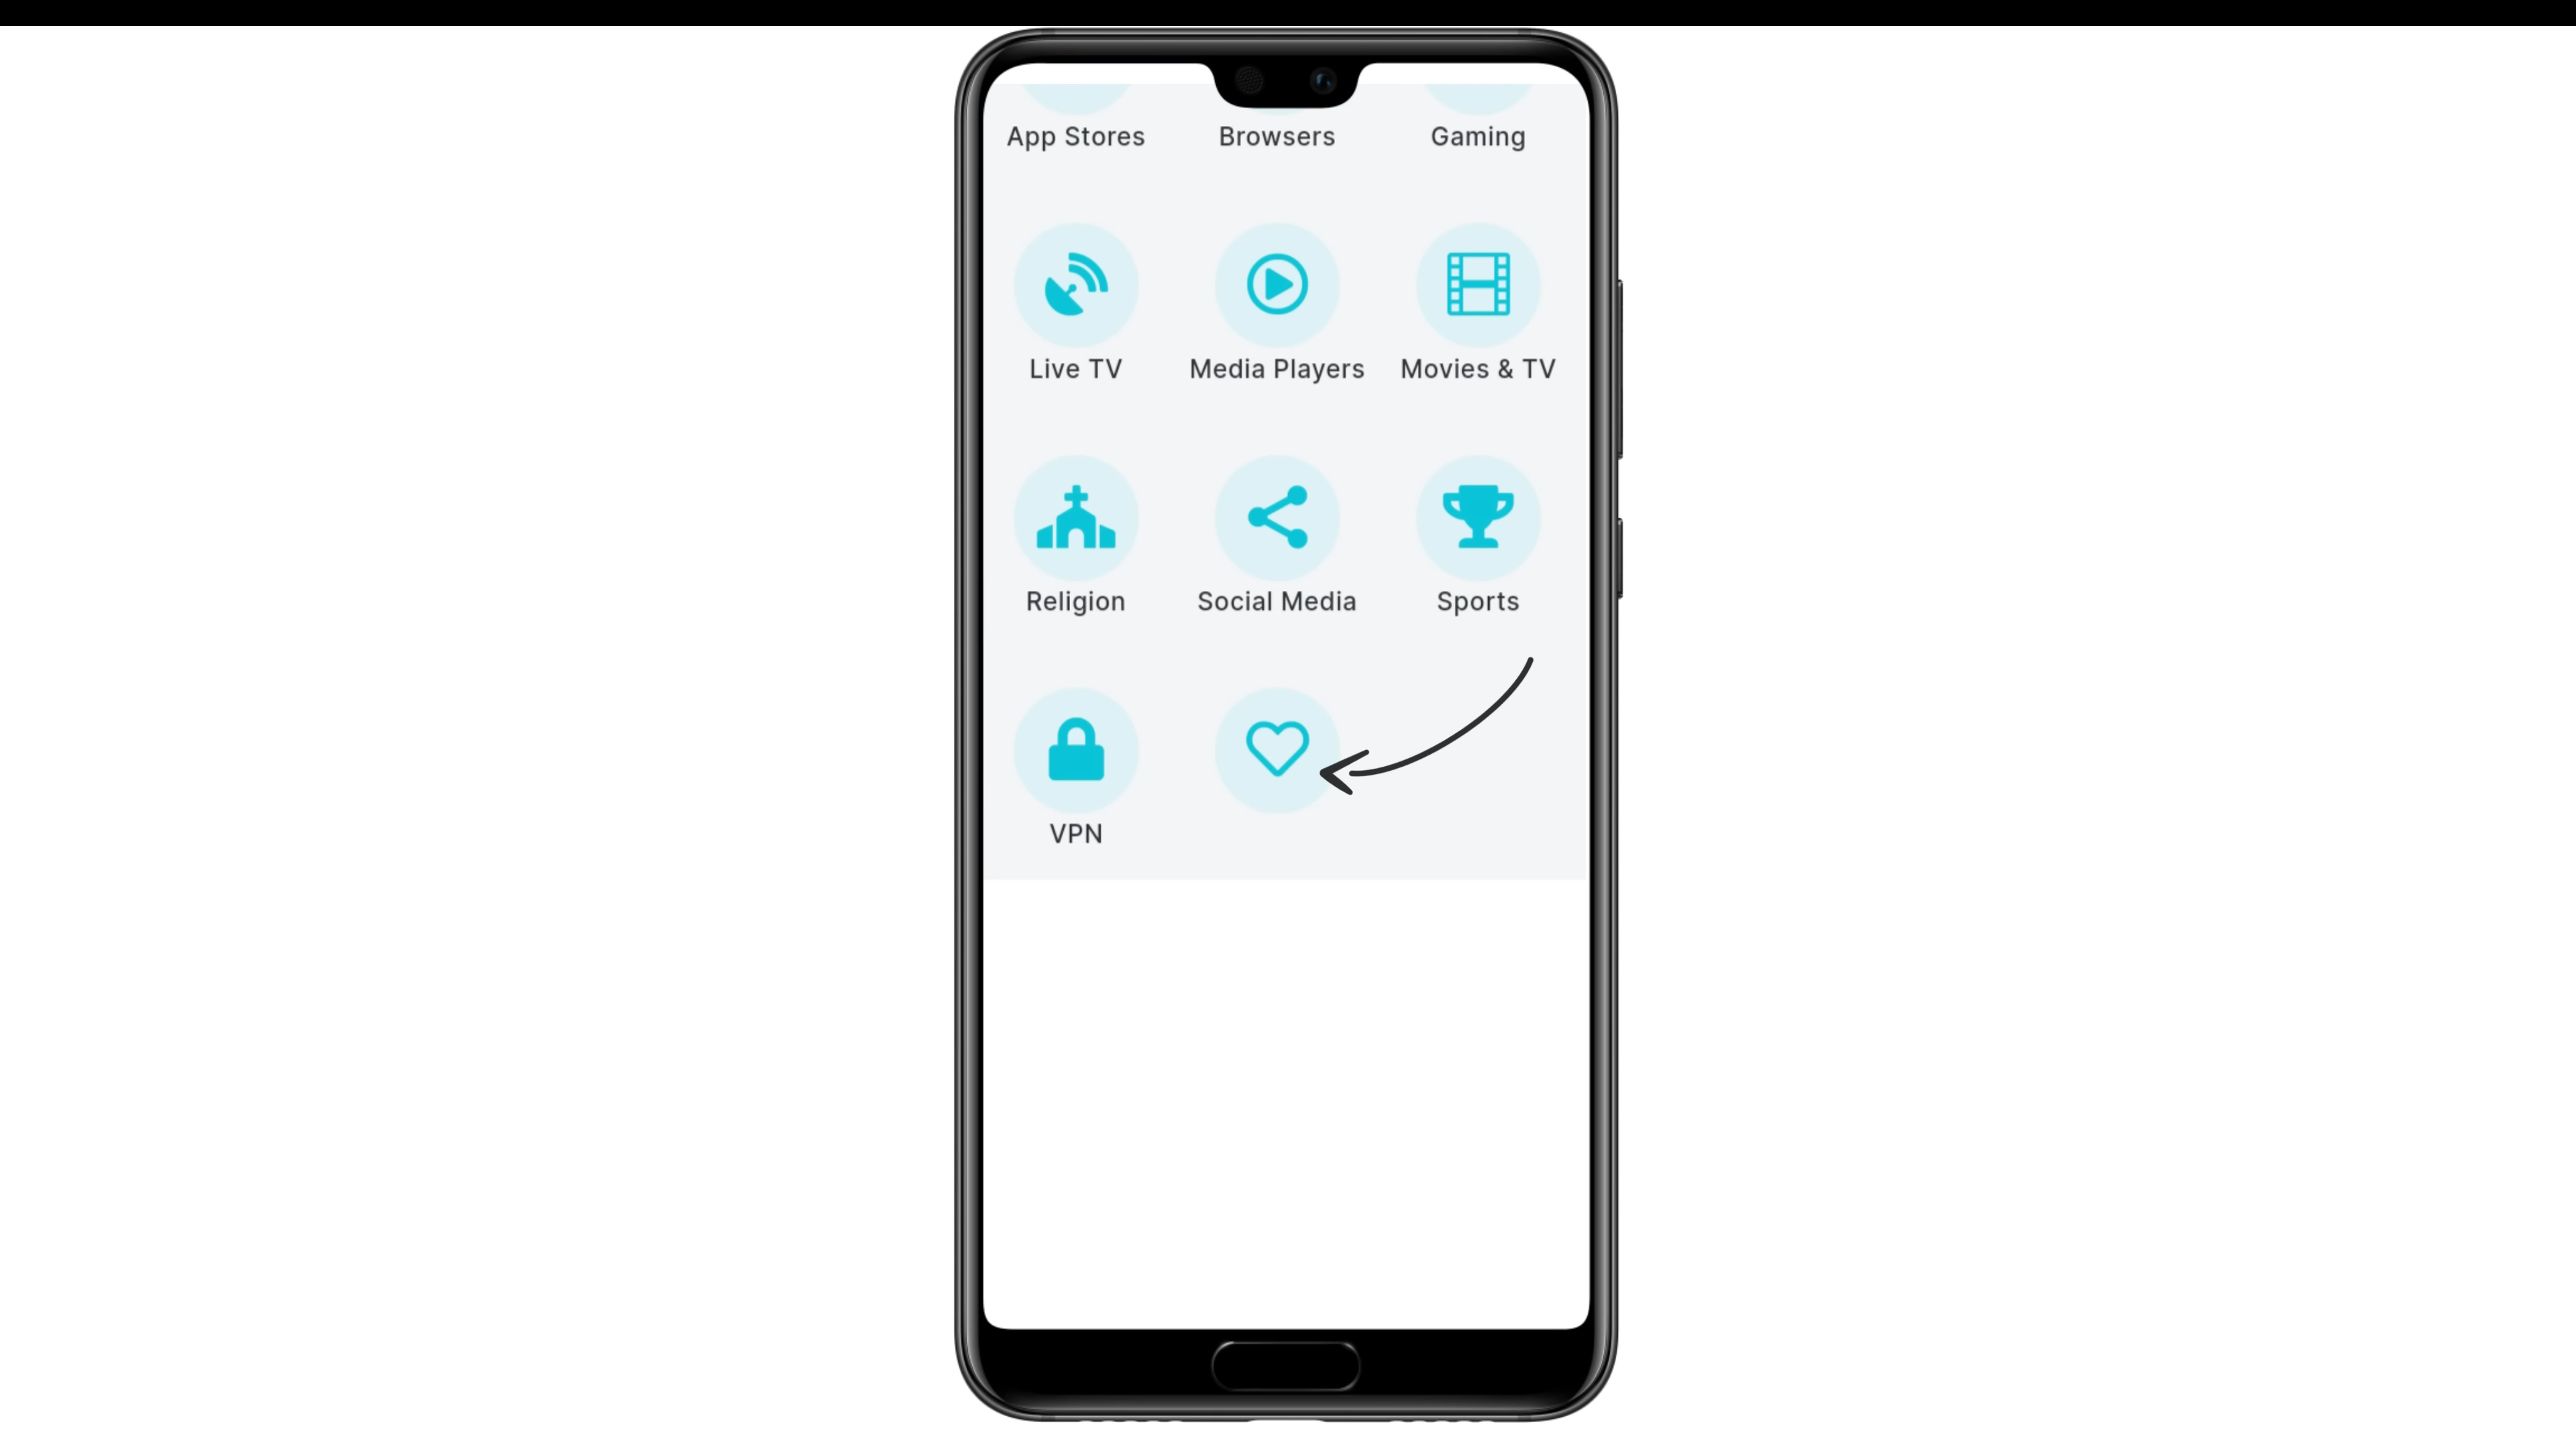 App Stores Browsers Gaming
Live TV Media Players Movies & TV
Religion Social Media Sports
VPN